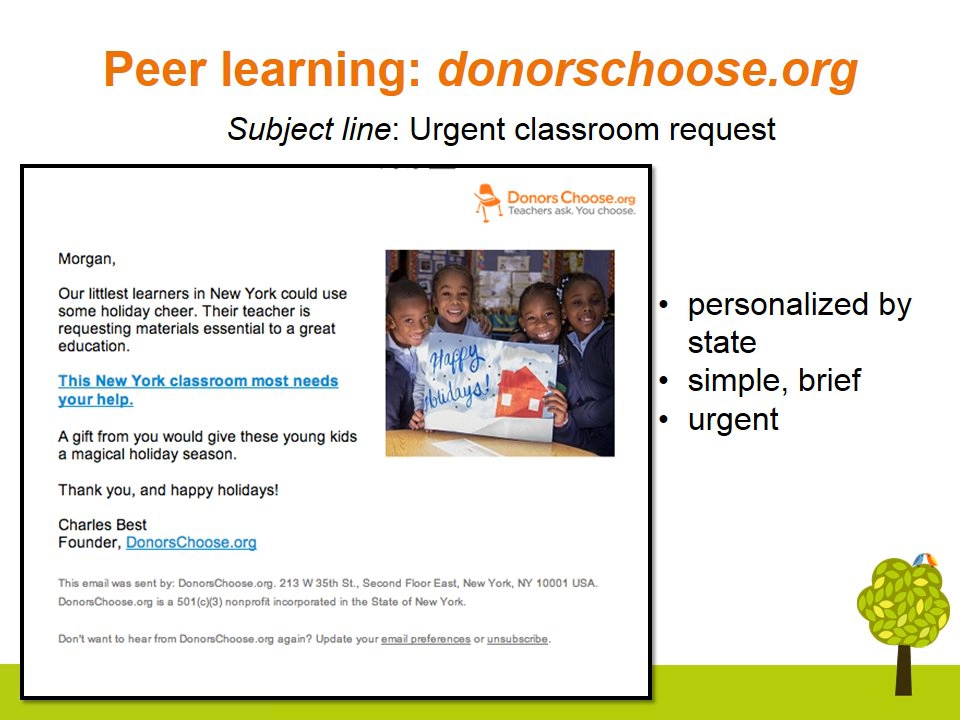 Peer learning: donorschoose.org
Subject line: Urgent classroom request
DonorsChoose.org
Teachers ask. You choose.
Morgan,
Our littlest learners in New York could use
some holiday cheer. Their teacher is
requesting materials essential to a great
education.
This New York classroom most needs
your help.
A gift from you would give these young kids
a magical holiday season.
Thank you, and happy holidays!
Charles Best
Founder, DonorsChoose.org
Happy
Holidays!
This email was sent by: DonorsChoose.org. 213 W 35th St., Second Floor East, New York, NY 10001 USA.
DonorsChoose.org is a 501(c)(3) nonprofit incorporated in the State of New York.
Don't want to hear from DonorsChoose.org again? Update your email preferences or unsubscribe.
• personalized by
state
• simple, brief
• urgent